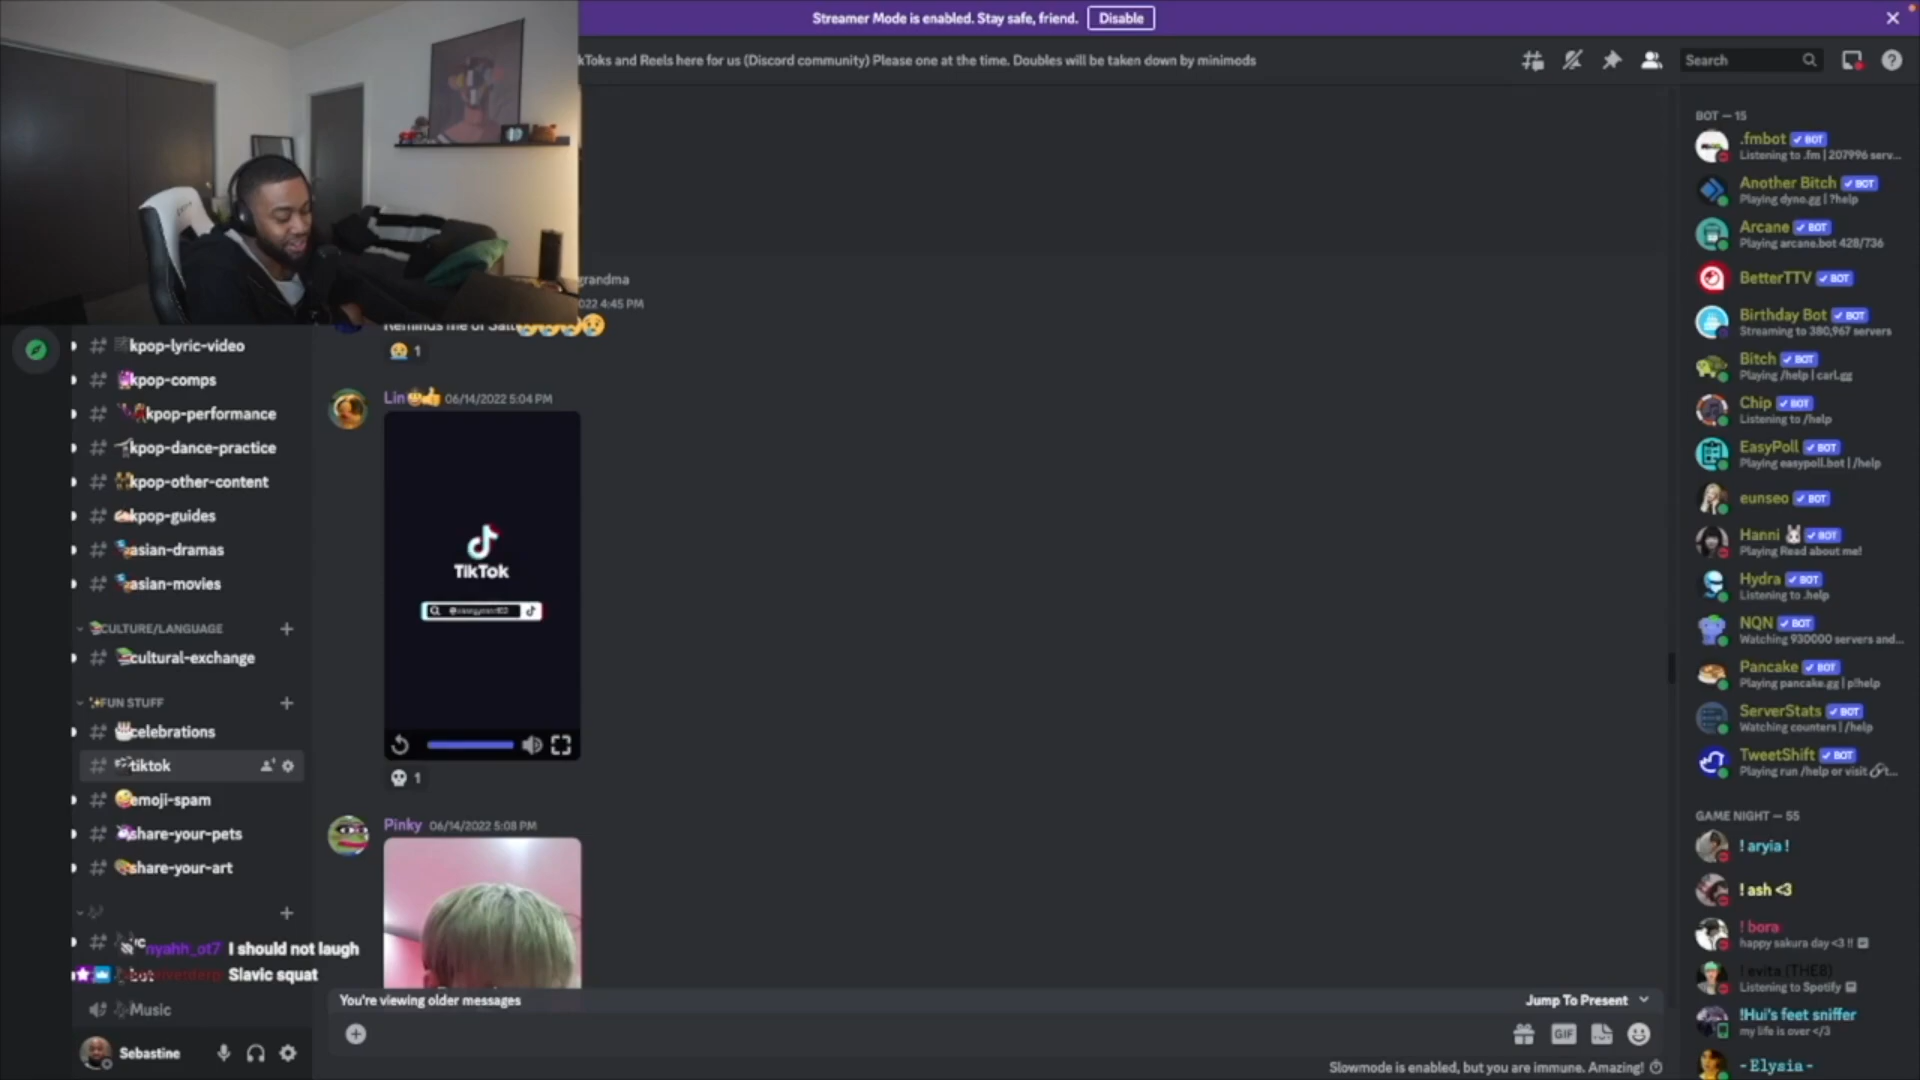 Streamer Mode is enabled. Stay safe, friend.
Disable
kToks and Reels here for us (Discord community) Please one at the time. Doubles will be taken down by minimods
Search
grandma
022 4:45 PM
Reminds me of
1
Lin 06/14/2022 5:04 PM
TikTok
1
Pinky 06/14/2022 5:08 PM
You're viewing older messages
Jump To Present
GIF
Slowmode is enabled, but you are immune. Amazing!
kpop-lyric-video
kpop-comps
kpop-performance
kpop-dance-practice
kpop-other-content
kpop-guides
asian-dramas
asian-movies
CULTURE/LANGUAGE
cultural-exchange
FUN STUFF
celebrations
tiktok
emoji-spam
share-your-pets
share-your-art
nyahh_ot7 I should not laugh
Slavic squat
Music
Sebastine
BOT — 15
.fmbot BOT
Listening to .fm | 207996 serv...
Another Bitch BOT
Playing dyno.gg | ?help
Arcane BOT
Playing arcane.bot 428/736
BetterTTV BOT
Birthday Bot BOT
Streaming to 380,967 servers
Bitch BOT
Playing /help | carl.gg
Chip BOT
Listening to /help
EasyPoll BOT
Playing easypoll.bot | /help
eunseo BOT
Hanni BOT
Playing Read about me!
Hydra BOT
Listening to .help
NQN BOT
Watching 930000 servers and...
Pancake BOT
Playing pancake.gg | p!help
ServerStats BOT
Watching counters | /help
TweetShift BOT
Playing run /help or visit t...
GAME NIGHT — 55
! aryia !
! ash <3
! bora
happy sakura day <3 !!
! evita (THE8)
Listening to Spotify
!Hui's feet sniffer
my life is over </3
- Elysia -